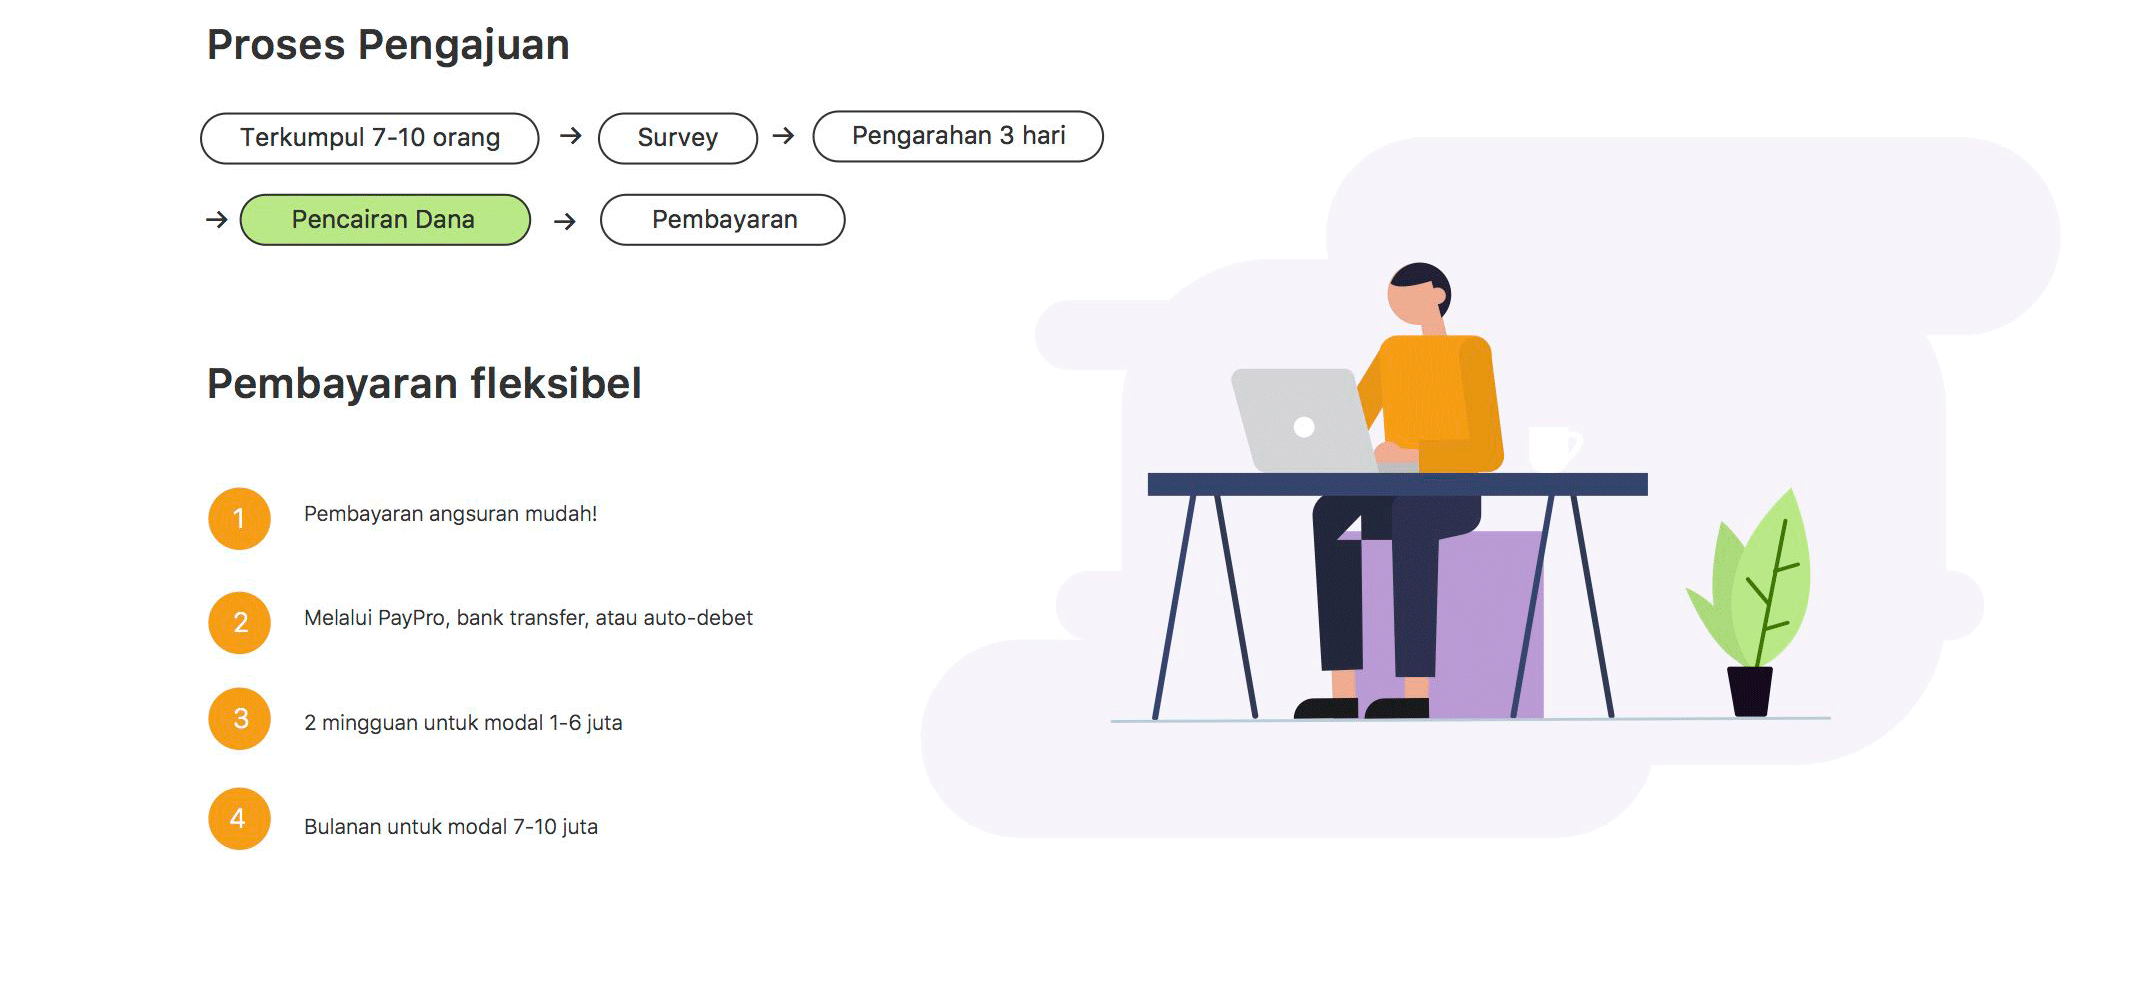 Proses Pengajuan
Terkumpul 7-10 orang → Survey → Pengarahan 3 hari
→ Pencairan Dana → Pembayaran
Pembayaran fleksibel
1 Pembayaran angsuran mudah!
2 Melalui PayPro, bank transfer, atau auto-debet
3 2 mingguan untuk modal 1-6 juta
4 Bulanan untuk modal 7-10 juta